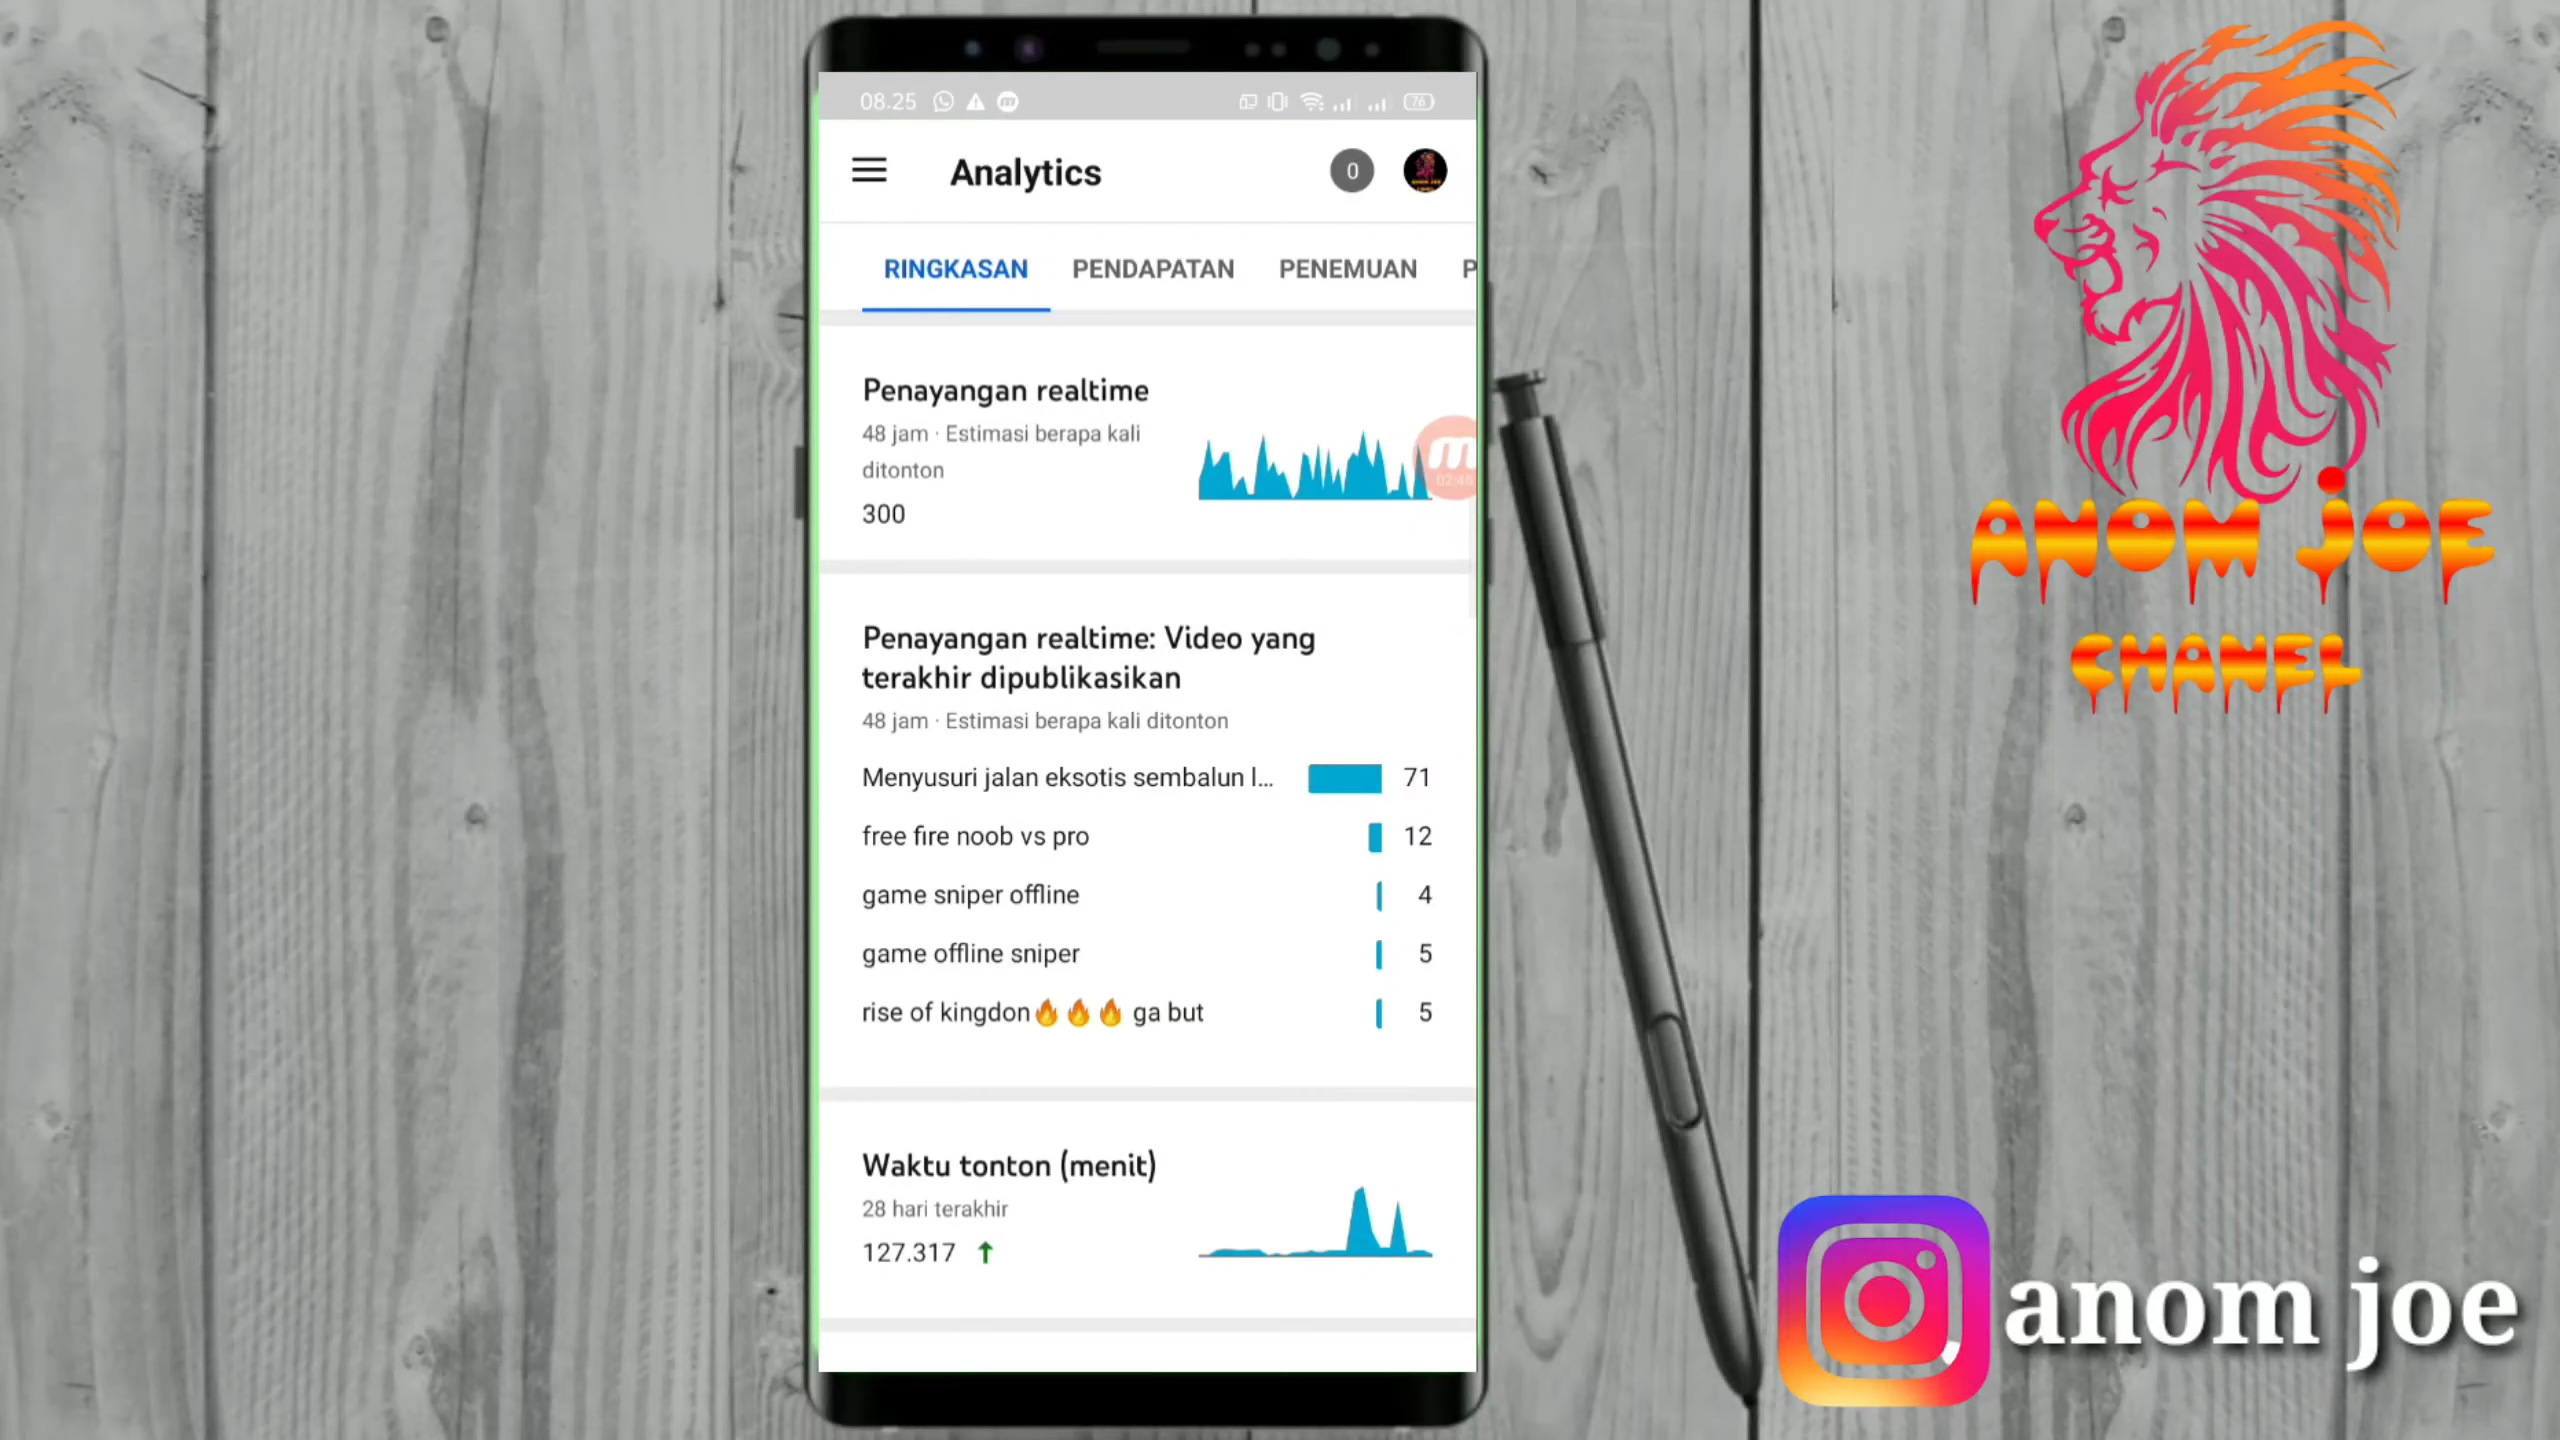 08.25
76
Analytics
0
RINGKASAN PENDAPATAN PENEMUAN P
Penayangan realtime
48 jam · Estimasi berapa kali
ditonton
300
02:46
Penayangan realtime: Video yang
terakhir dipublikasikan
48 jam · Estimasi berapa kali ditonton
Menyusuri jalan eksotis sembalun l... 71
free fire noob vs pro 12
game sniper offline 4
game offline sniper 5
rise of kingdon🔥🔥🔥 ga but 5
Waktu tonton (menit)
28 hari terakhir
127.317 ↑
ANOM JOE
CHANEL
anom joe